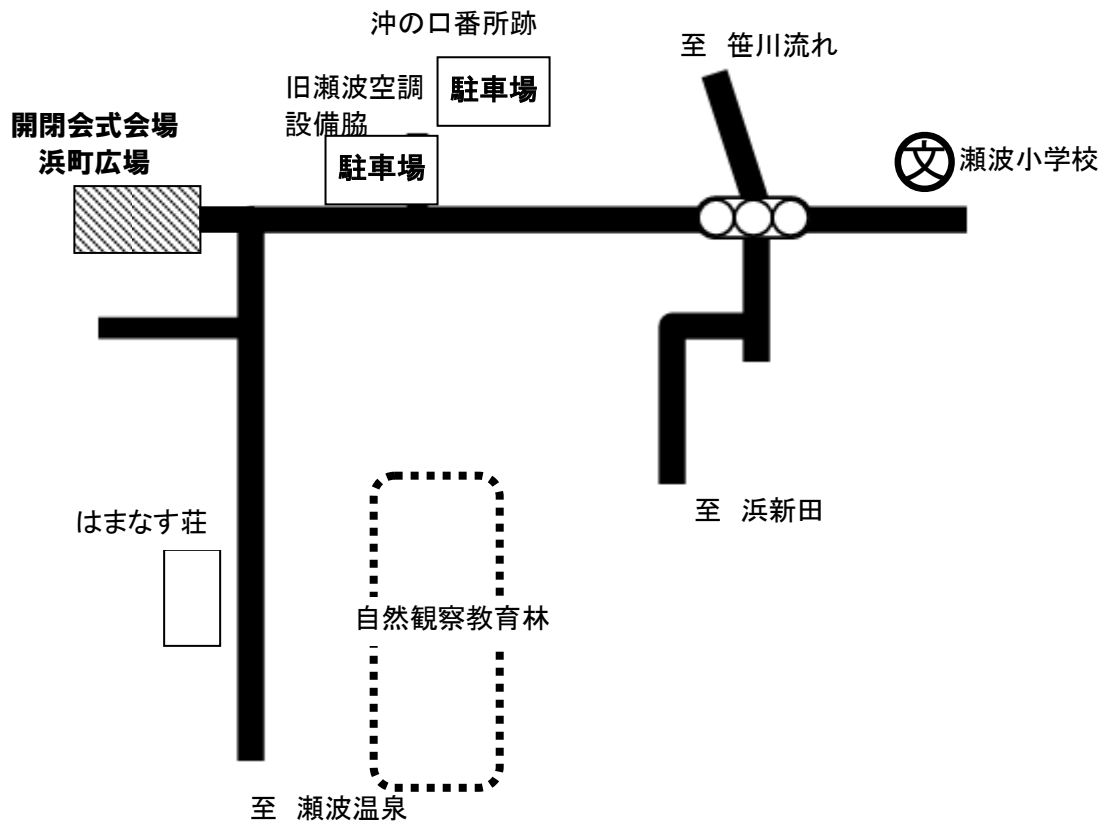 沖の口番所跡
至 笹川流れ
旧瀬波空調
設備脇
駐車場
開閉会式会場
浜町広場
駐車場
文
瀬波小学校
至 浜新田
はまなす荘
自然観察教育林
至 瀬波温泉